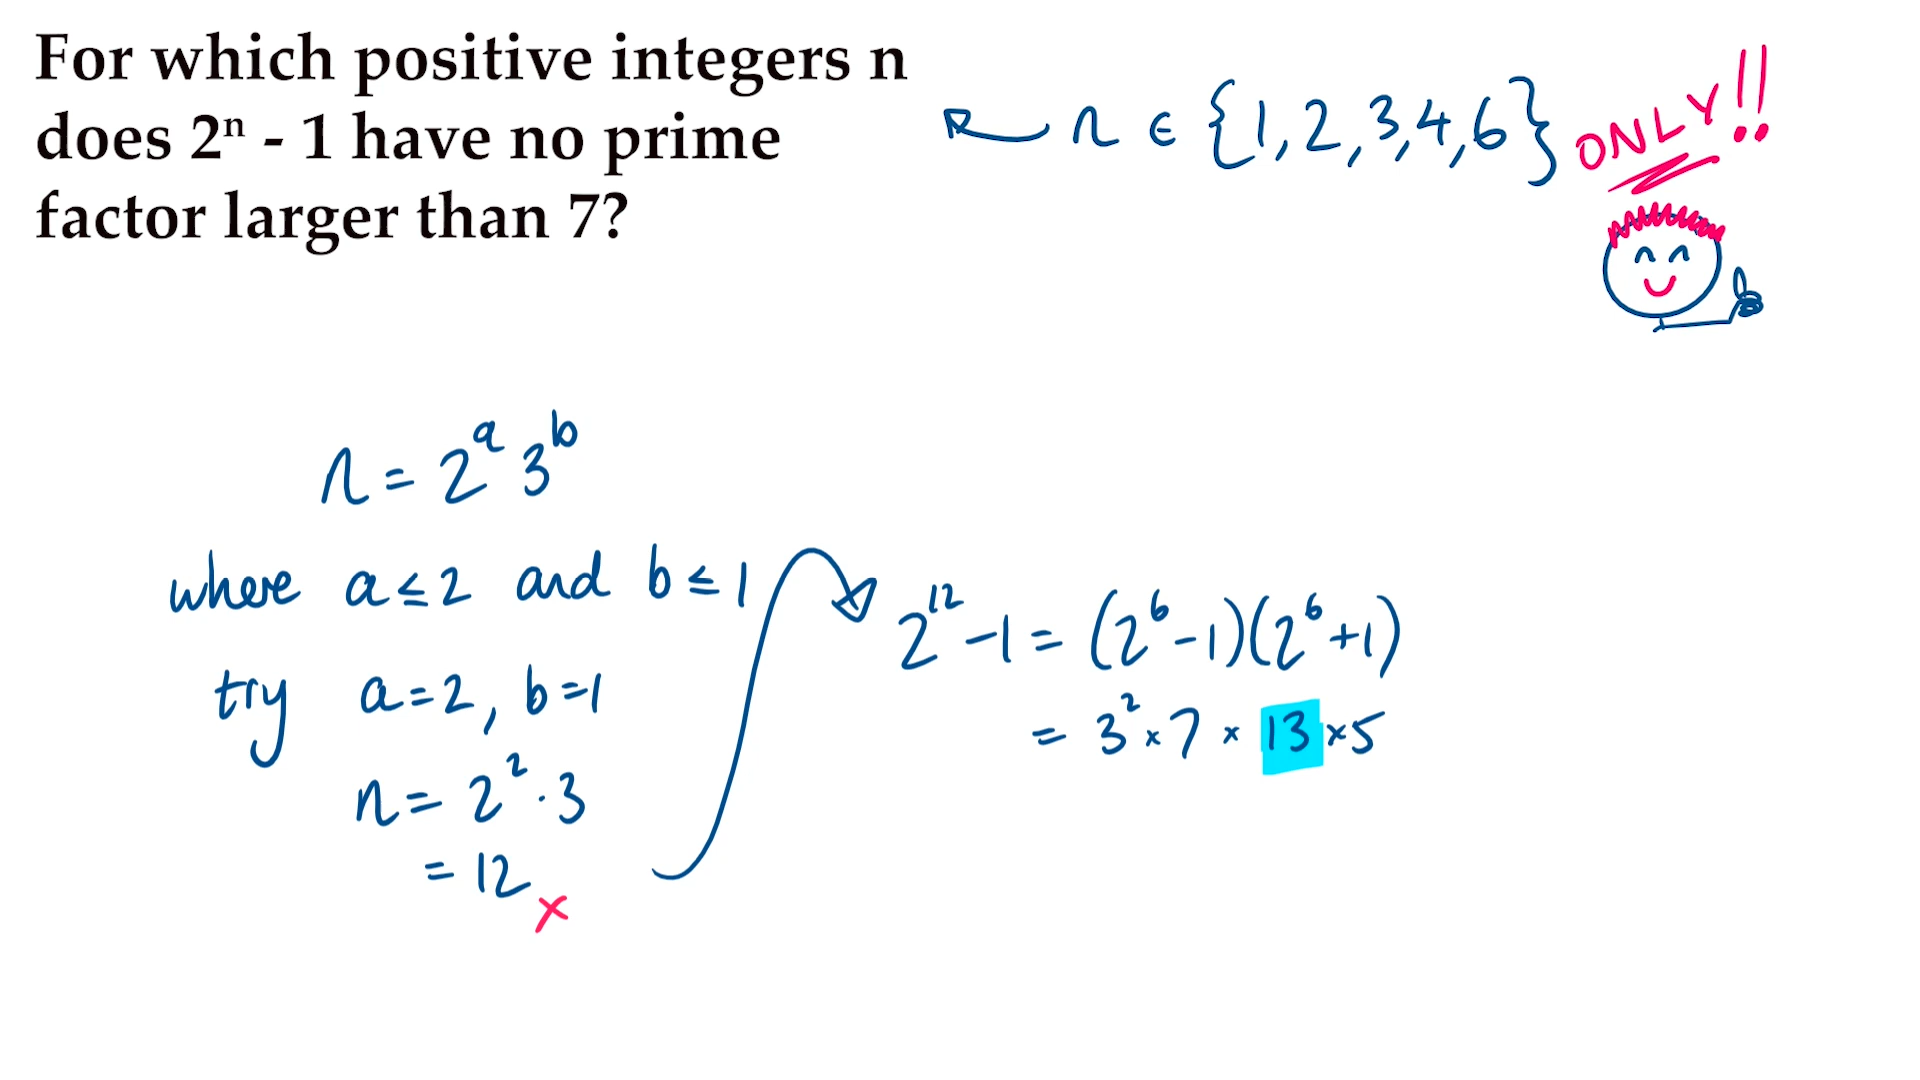 For which positive integers n
does 2ⁿ - 1 have no prime
factor larger than 7?
n ∈ {1,2,3,4,6} ONLY!!
n = 2ᵃ 3ᵇ
where a ≤ 2 and b ≤ 1
try a = 2, b = 1
n = 2² · 3
= 12 ×
2¹² - 1 = (2⁶ - 1)(2⁶ + 1)
= 3² × 7 × 13 × 5